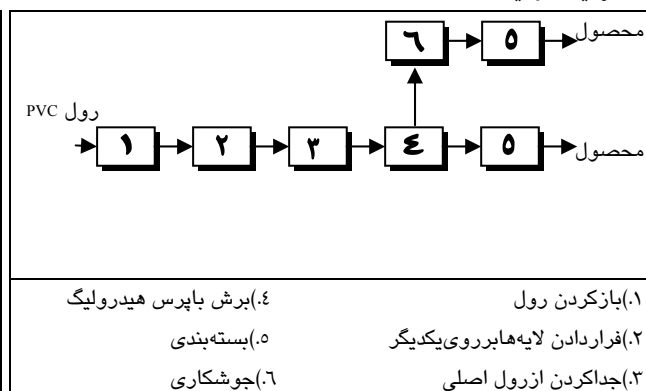 محصول
٦ ٥
رول PVC
١ ٢ ٣ ٤ ٥
محصول
١.)بازکردن رول ٤.)برش باپرس هیدرولیگ
٢.)قراردادن لایه‌هابرروی‌یکدیگر ٥.)بسته‌بندی
٣.)جداکردن ازرول اصلی ٦.)جوشکاری